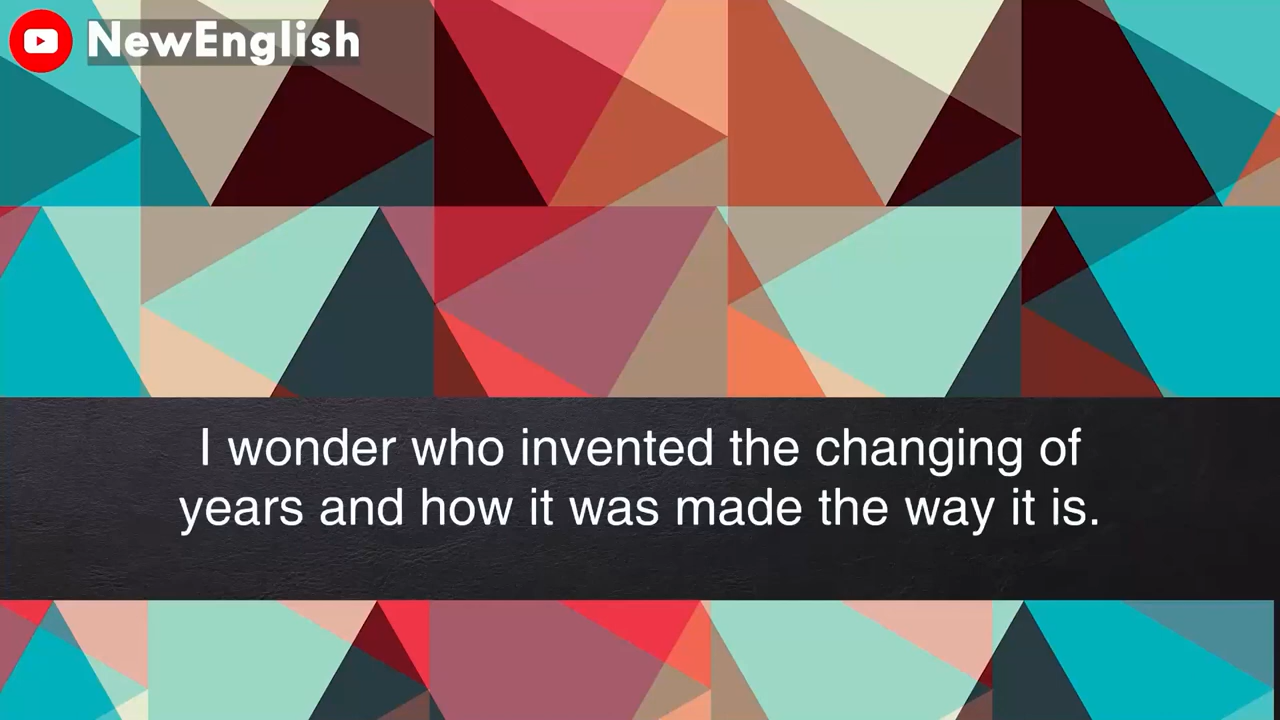 NewEnglish
I wonder who invented the changing of
years and how it was made the way it is.